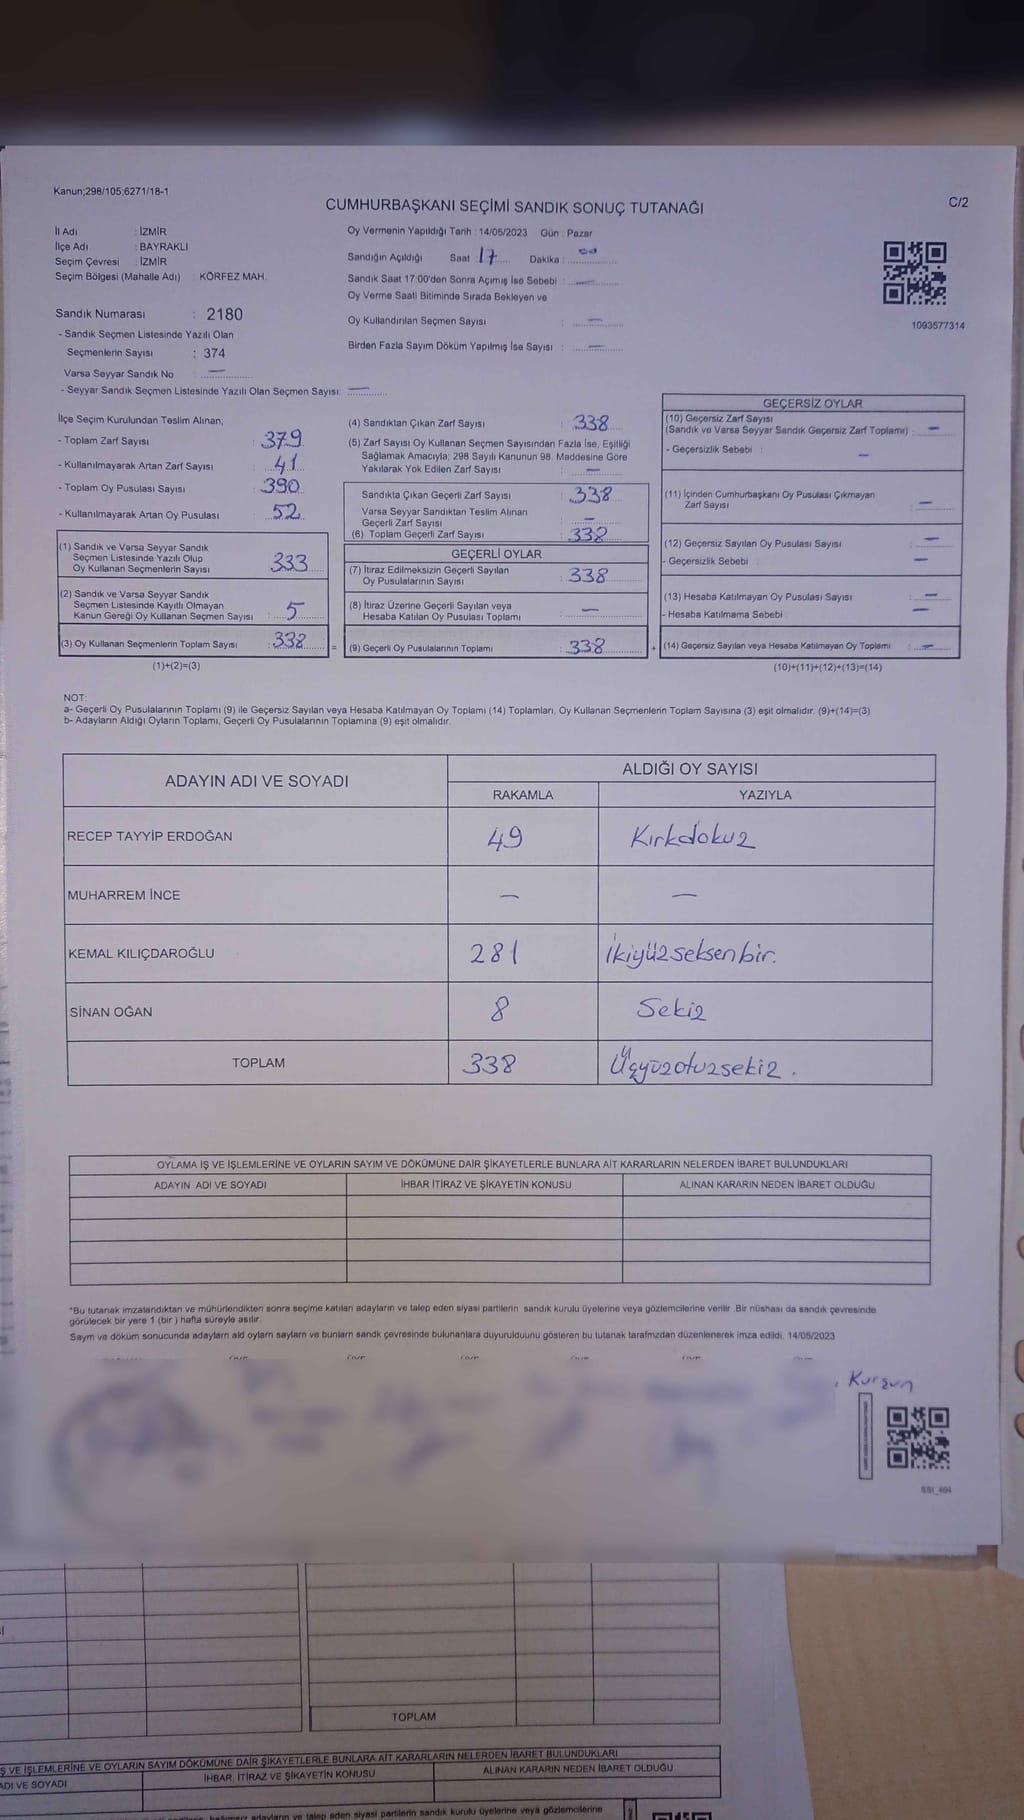 Kanun;298/105;6271/18-1
C/2
CUMHURBAŞKANI SEÇİMİ SANDIK SONUÇ TUTANAĞI
İl Adı : İZMİR
İlçe Adı : BAYRAKLI
Seçim Çevresi : İZMİR
Seçim Bölgesi (Mahalle Adı) : KÖRFEZ MAH.
Sandık Numarası : 2180
- Sandık Seçmen Listesinde Yazılı Olan
Seçmenlerin Sayısı : 374
Varsa Seyyar Sandık No —
- Seyyar Sandık Seçmen Listesinde Yazılı Olan Seçmen Sayısı: —
Oy Vermenin Yapıldığı Tarih : 14/05/2023 Gün : Pazar
Sandığın Açıldığı Saat : 17 Dakika : 00
Sandık Saat 17:00'den Sonra Açımış İse Sebebi : —
Oy Verme Saati Bitiminde Sırada Bekleyen ve
Oy Kullandırılan Seçmen Sayısı : —
Birden Fazla Sayım Döküm Yapılmış İse Sayısı : —
1093577314
İlçe Seçim Kurulundan Teslim Alınan;
- Toplam Zarf Sayısı : 379
- Kullanılmayarak Artan Zarf Sayısı : 41
- Toplam Oy Pusulası Sayısı : 390
- Kullanılmayarak Artan Oy Pusulası : 52
(1) Sandık ve Varsa Seyyar Sandık
Seçmen Listesinde Yazılı Olup
Oy Kullanan Seçmenlerin Sayısı : 333
(2) Sandık ve Varsa Seyyar Sandık
Seçmen Listesinde Kayıtlı Olmayan
Kanun Gereği Oy Kullanan Seçmen Sayısı : 5
(3) Oy Kullanan Seçmenlerin Toplam Sayısı : 338
(1)+(2)=(3)
=
(4) Sandıktan Çıkan Zarf Sayısı : 338
(5) Zarf Sayısı Oy Kullanan Seçmen Sayısından Fazla İse, Eşitliği
Sağlamak Amacıyla; 298 Sayılı Kanunun 98. Maddesine Göre
Yakılarak Yok Edilen Zarf Sayısı : —
Sandıkta Çıkan Geçerli Zarf Sayısı : 338
Varsa Seyyar Sandıktan Teslim Alınan
Geçerli Zarf Sayısı : —
(6) Toplam Geçerli Zarf Sayısı : 338
GEÇERLİ OYLAR
(7) İtiraz Edilmeksizin Geçerli Sayılan
Oy Pusulalarının Sayısı : 338
(8) İtiraz Üzerine Geçerli Sayılan veya
Hesaba Katılan Oy Pusulası Toplamı : —
(9) Geçerli Oy Pusulalarının Toplamı : 338
+
GEÇERSİZ OYLAR
(10) Geçersiz Zarf Sayısı
(Sandık ve Varsa Seyyar Sandık Geçersiz Zarf Toplamı) : —
- Geçersizlik Sebebi : —
(11) İçinden Cumhurbaşkanı Oy Pusulası Çıkmayan
Zarf Sayısı : —
(12) Geçersiz Sayılan Oy Pusulası Sayısı : —
- Geçersizlik Sebebi : —
(13) Hesaba Katılmayan Oy Pusulası Sayısı : —
- Hesaba Katılmama Sebebi : —
(14) Geçersiz Sayılan veya Hesaba Katılmayan Oy Toplamı : —
(10)+(11)+(12)+(13)=(14)
NOT:
a- Geçerli Oy Pusulalarının Toplamı (9) ile Geçersiz Sayılan veya Hesaba Katılmayan Oy Toplamı (14) Toplamları, Oy Kullanan Seçmenlerin Toplam Sayısına (3) eşit olmalıdır. (9)+(14)=(3)
b- Adayların Aldığı Oyların Toplamı, Geçerli Oy Pusulalarının Toplamına (9) eşit olmalıdır.
ADAYIN ADI VE SOYADI
ALDIĞI OY SAYISI
RAKAMLA YAZIYLA
RECEP TAYYİP ERDOĞAN 49 Kırkdokuz
MUHARREM İNCE — —
KEMAL KILIÇDAROĞLU 281 İkiyüzseksenbir.
SİNAN OĞAN 8 Sekiz
TOPLAM 338 Üçyüzotuzsekiz.
OYLAMA İŞ VE İŞLEMLERİNE VE OYLARIN SAYIM VE DÖKÜMÜNE DAİR ŞİKAYETLERLE BUNLARA AİT KARARLARIN NELERDEN İBARET BULUNDUKLARI
ADAYIN ADI VE SOYADI İHBAR İTİRAZ VE ŞİKAYETİN KONUSU ALINAN KARARIN NEDEN İBARET OLDUĞU
*Bu tutanak imzalandıktan ve mühürlendikten sonra seçime katılan adayların ve talep eden siyasi partilerin sandık kurulu üyelerine veya gözlemcilerine verilir .Bir nüshası da sandık çevresinde
görülecek bir yere 1 (bir ) hafta süreyle asılır.
Sayım ve döküm sonucunda adayların ald oyların sayları ve bunların sandk çevresinde bulunanlara duyurulduunu gösteren bu tutanak tarafmzdan düzenlenerek imza edildi. 14/05/2023
Kurşun
TOPLAM
Ş VE İŞLEMLERİNE VE OYLARIN SAYIM DÖKÜMÜNE DAİR ŞİKAYETLERLE BUNLARA AİT KARARLARIN NELERDEN İBARET BULUNDUKLARI
ADI VE SOYADI İHBAR, İTİRAZ VE ŞİKAYETİN KONUSU ALINAN KARARIN NEDEN İBARET OLDUĞU
adayların ve talep eden siyasi partilerin sandık kurulu üyelerine veya gözlemcilerine